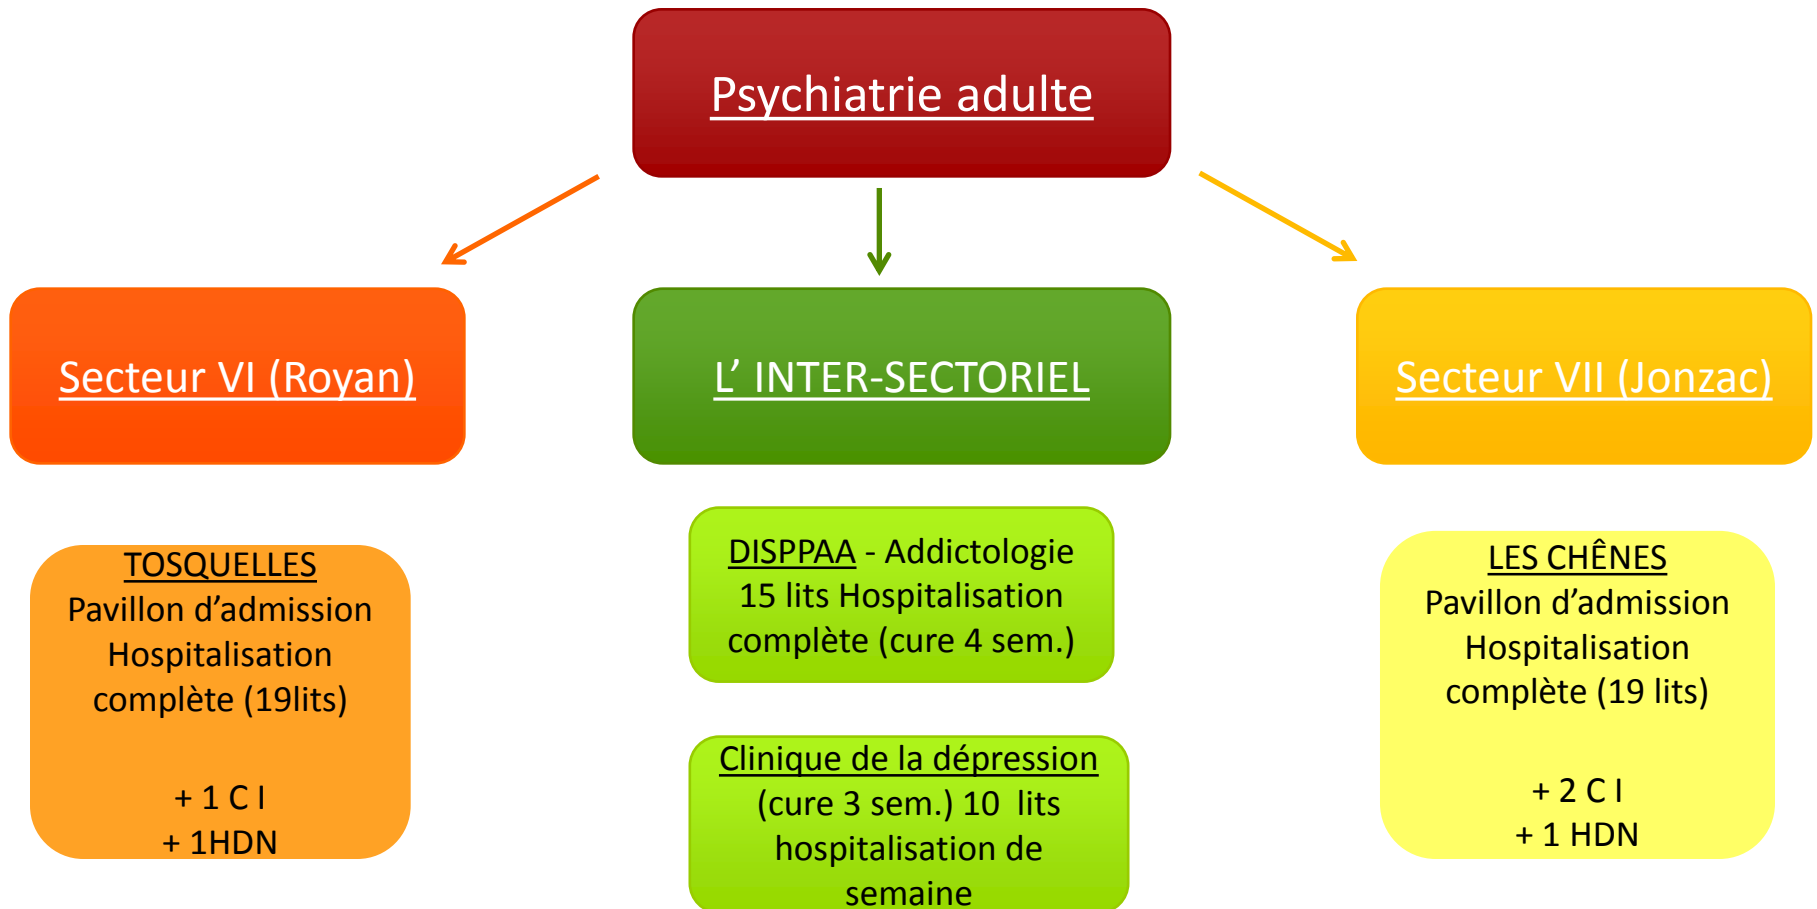 Psychiatrie adulte
Secteur VI (Royan)
L’ INTER-SECTORIEL
Secteur VII (Jonzac)
TOSQUELLES
Pavillon d’admission
Hospitalisation
complète (19lits)
+ 1 C I
+ 1HDN
DISPPAA - Addictologie
15 lits Hospitalisation
complète (cure 4 sem.)
Clinique de la dépression
(cure 3 sem.) 10 lits
hospitalisation de
semaine
LES CHÊNES
Pavillon d’admission
Hospitalisation
complète (19 lits)
+ 2 C I
+ 1 HDN